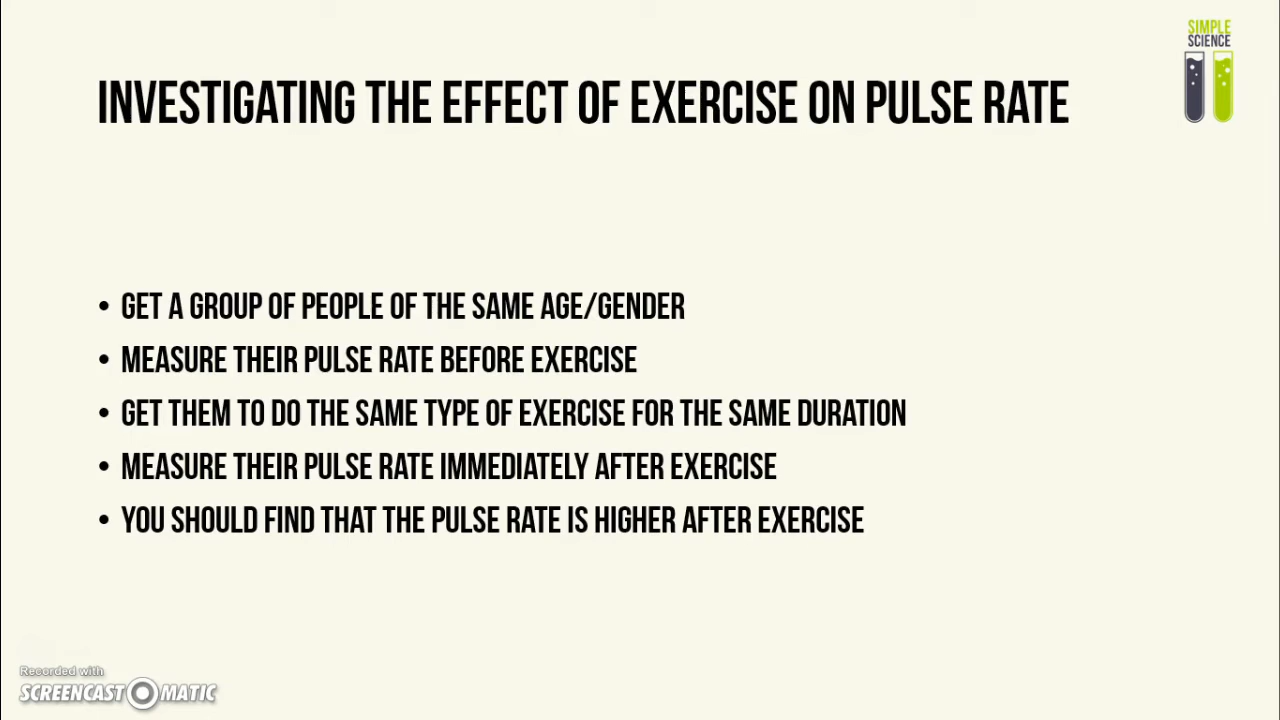 SIMPLE
SCIENCE
INVESTIGATING THE EFFECT OF EXERCISE ON PULSE RATE
• GET A GROUP OF PEOPLE OF THE SAME AGE/GENDER
• MEASURE THEIR PULSE RATE BEFORE EXERCISE
• GET THEM TO DO THE SAME TYPE OF EXERCISE FOR THE SAME DURATION
• MEASURE THEIR PULSE RATE IMMEDIATELY AFTER EXERCISE
• YOU SHOULD FIND THAT THE PULSE RATE IS HIGHER AFTER EXERCISE
Recorded with
SCREENCAST MATIC